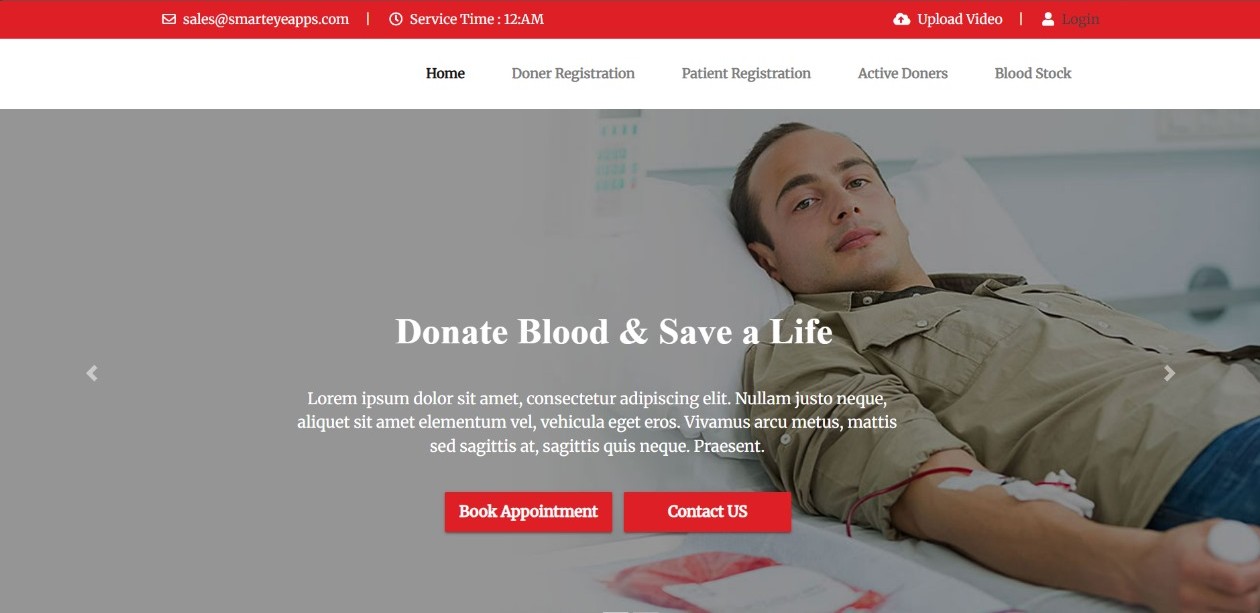 sales@smarteyeapps.com | Service Time : 12:AM Upload Video | Login
Home Doner Registration Patient Registration Active Doners Blood Stock
Donate Blood & Save a Life
Lorem ipsum dolor sit amet, consectetur adipiscing elit. Nullam justo neque,
aliquet sit amet elementum vel, vehicula eget eros. Vivamus arcu metus, mattis
sed sagittis at, sagittis quis neque. Praesent.
Book Appointment Contact US